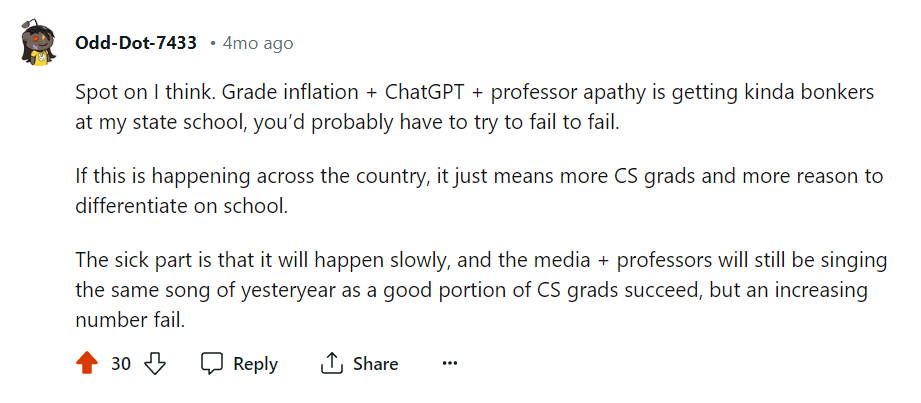 Odd-Dot-7433 • 4mo ago
Spot on I think. Grade inflation + ChatGPT + professor apathy is getting kinda bonkers
at my state school, you’d probably have to try to fail to fail.
If this is happening across the country, it just means more CS grads and more reason to
differentiate on school.
The sick part is that it will happen slowly, and the media + professors will still be singing
the same song of yesteryear as a good portion of CS grads succeed, but an increasing
number fail.
30 Reply Share ···